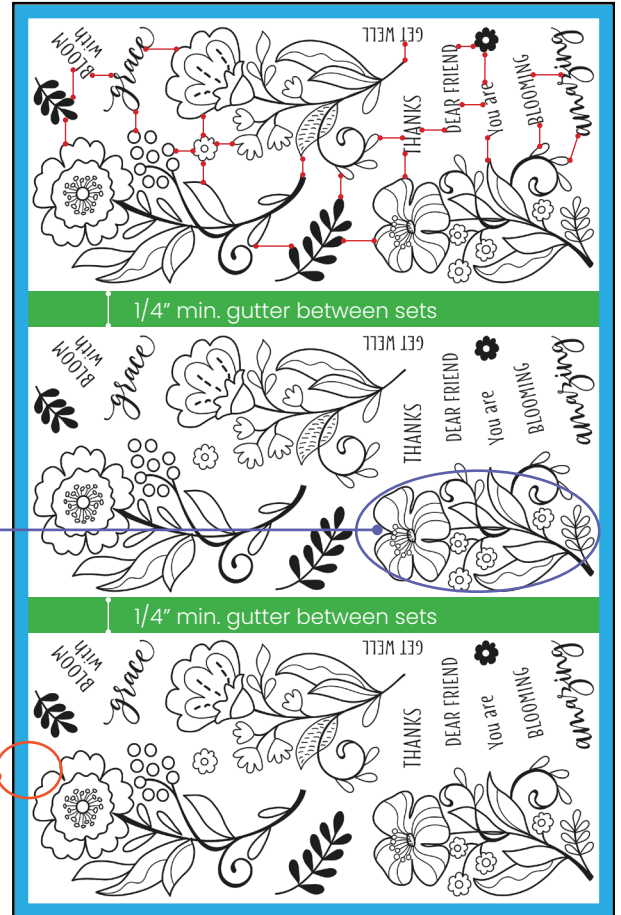 BLOOM
with
grace
GET WELL
THANKS
DEAR FRIEND
You are
BLOOMING
amazing
1/4” min. gutter between sets
BLOOM
with
grace
GET WELL
THANKS
DEAR FRIEND
You are
BLOOMING
amazing
1/4” min. gutter between sets
BLOOM
with
grace
GET WELL
THANKS
DEAR FRIEND
You are
BLOOMING
amazing